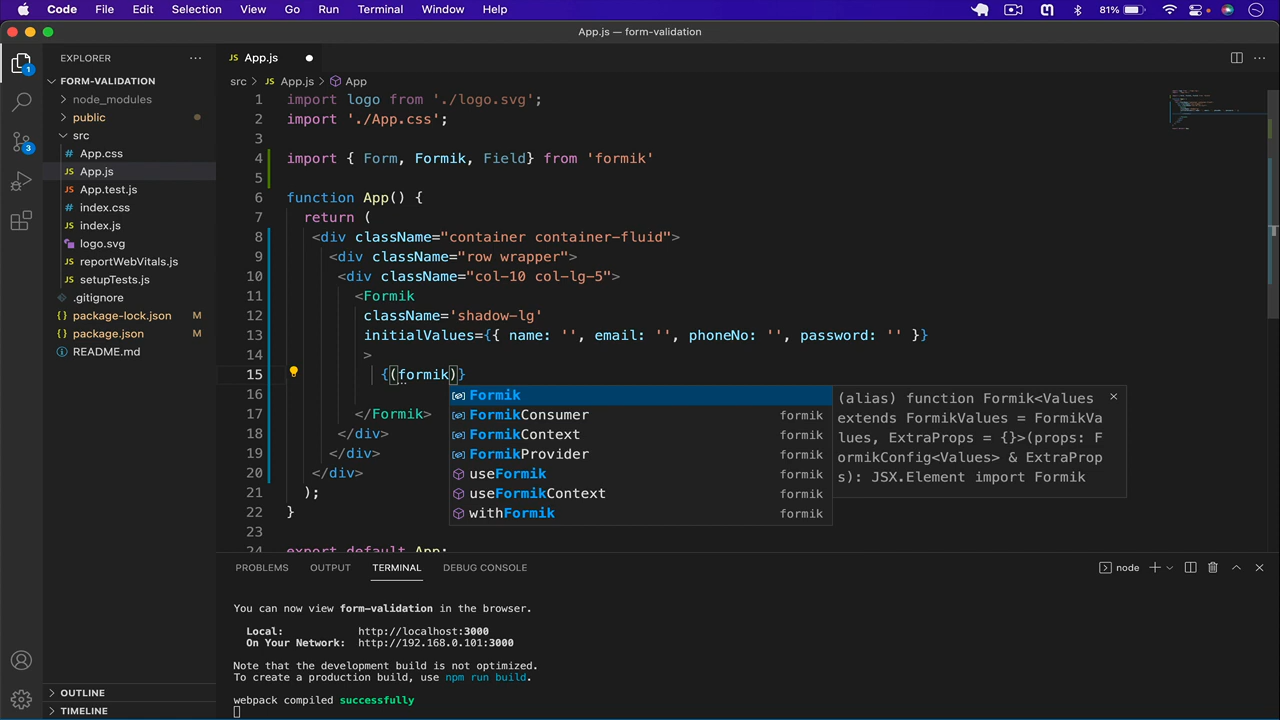 Code File Edit Selection View Go Run Terminal Window Help 81%
App.js — form-validation
EXPLORER
FORM-VALIDATION
node_modules
public
src
# App.css
JS App.js
JS App.test.js
# index.css
JS index.js
logo.svg
JS reportWebVitals.js
JS setupTests.js
.gitignore
package-lock.json M
package.json M
README.md
OUTLINE
TIMELINE
1
3
JS App.js
src > JS App.js > App
1 import logo from './logo.svg';
2 import './App.css';
3
4 import { Form, Formik, Field} from 'formik'
5
6 function App() {
7 return (
8 <div className="container container-fluid">
9 <div className="row wrapper">
10 <div className="col-10 col-lg-5">
11 <Formik
12 className='shadow-lg'
13 initialValues={{ name: '', email: '', phoneNo: '', password: '' }}
14 >
15 {(formik)}
16
17 </Formik>
18 </div>
19 </div>
20 </div>
21 );
22 }
23
24 export default App;
Formik
FormikConsumer formik
FormikContext formik
FormikProvider formik
useFormik formik
useFormikContext formik
withFormik formik
(alias) function Formik<Values
extends FormikValues = FormikVa
lues, ExtraProps = {}>(props: F
ormikConfig<Values> & ExtraProp
s): JSX.Element import Formik
PROBLEMS OUTPUT TERMINAL DEBUG CONSOLE
node
You can now view form-validation in the browser.
Local: http://localhost:3000
On Your Network: http://192.168.0.101:3000
Note that the development build is not optimized.
To create a production build, use npm run build.
webpack compiled successfully